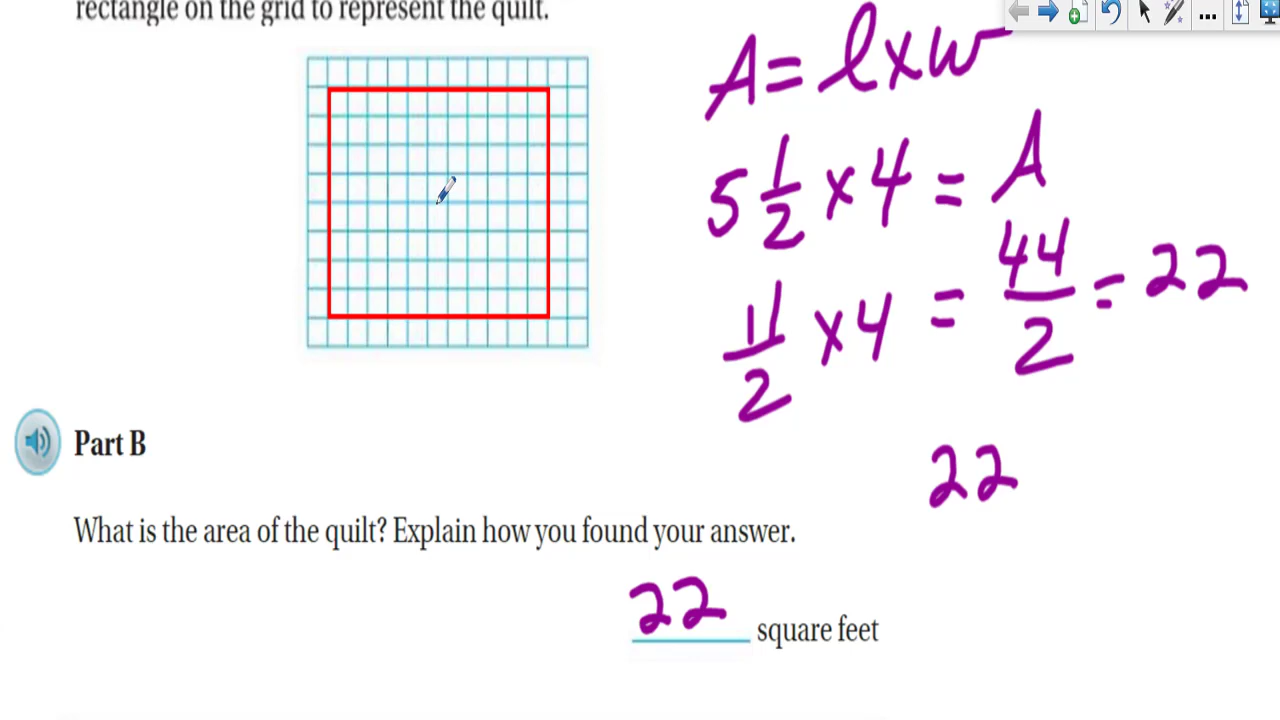 rectangle on the grid to represent the quilt.
A = l x w
5 1/2 x 4 = A
11/2 x 4 = 44/2 = 22
Part B
22
What is the area of the quilt? Explain how you found your answer.
22 square feet